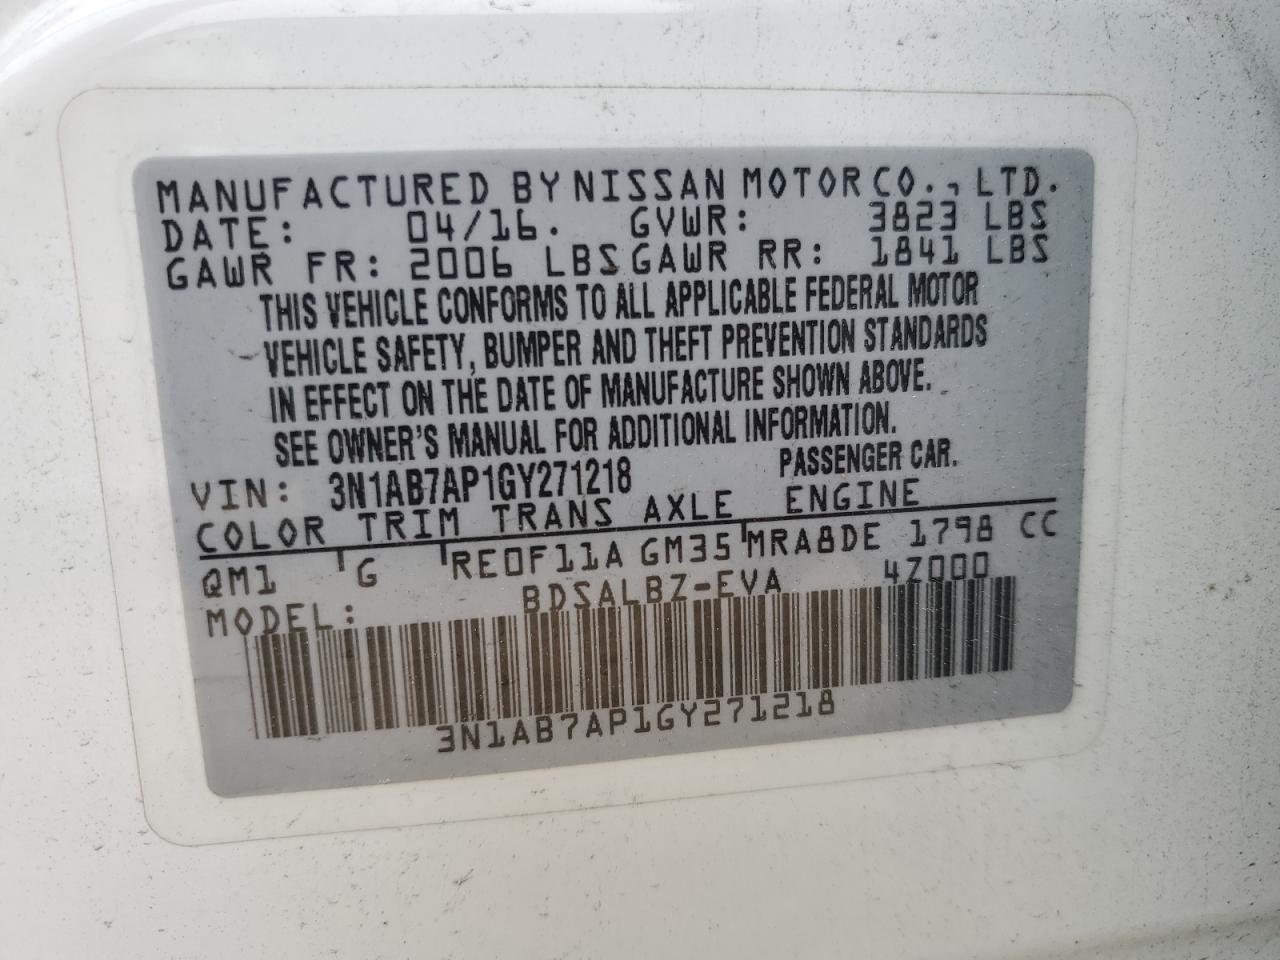 MANUFACTURED BY NISSAN MOTOR CO., LTD.
DATE: 04/16. GVWR: 3823 LBS
GAWR FR: 2006 LBS GAWR RR: 1841 LBS
THIS VEHICLE CONFORMS TO ALL APPLICABLE FEDERAL MOTOR
VEHICLE SAFETY, BUMPER AND THEFT PREVENTION STANDARDS
IN EFFECT ON THE DATE OF MANUFACTURE SHOWN ABOVE.
SEE OWNER'S MANUAL FOR ADDITIONAL INFORMATION.
VIN: 3N1AB7AP1GY271218 PASSENGER CAR.
COLOR TRIM TRANS AXLE ENGINE
QM1 G RE0F11A GM35 MRA8DE 1798 CC
MODEL: BDSALBZ-EVA 4Z000
3N1AB7AP1GY271218